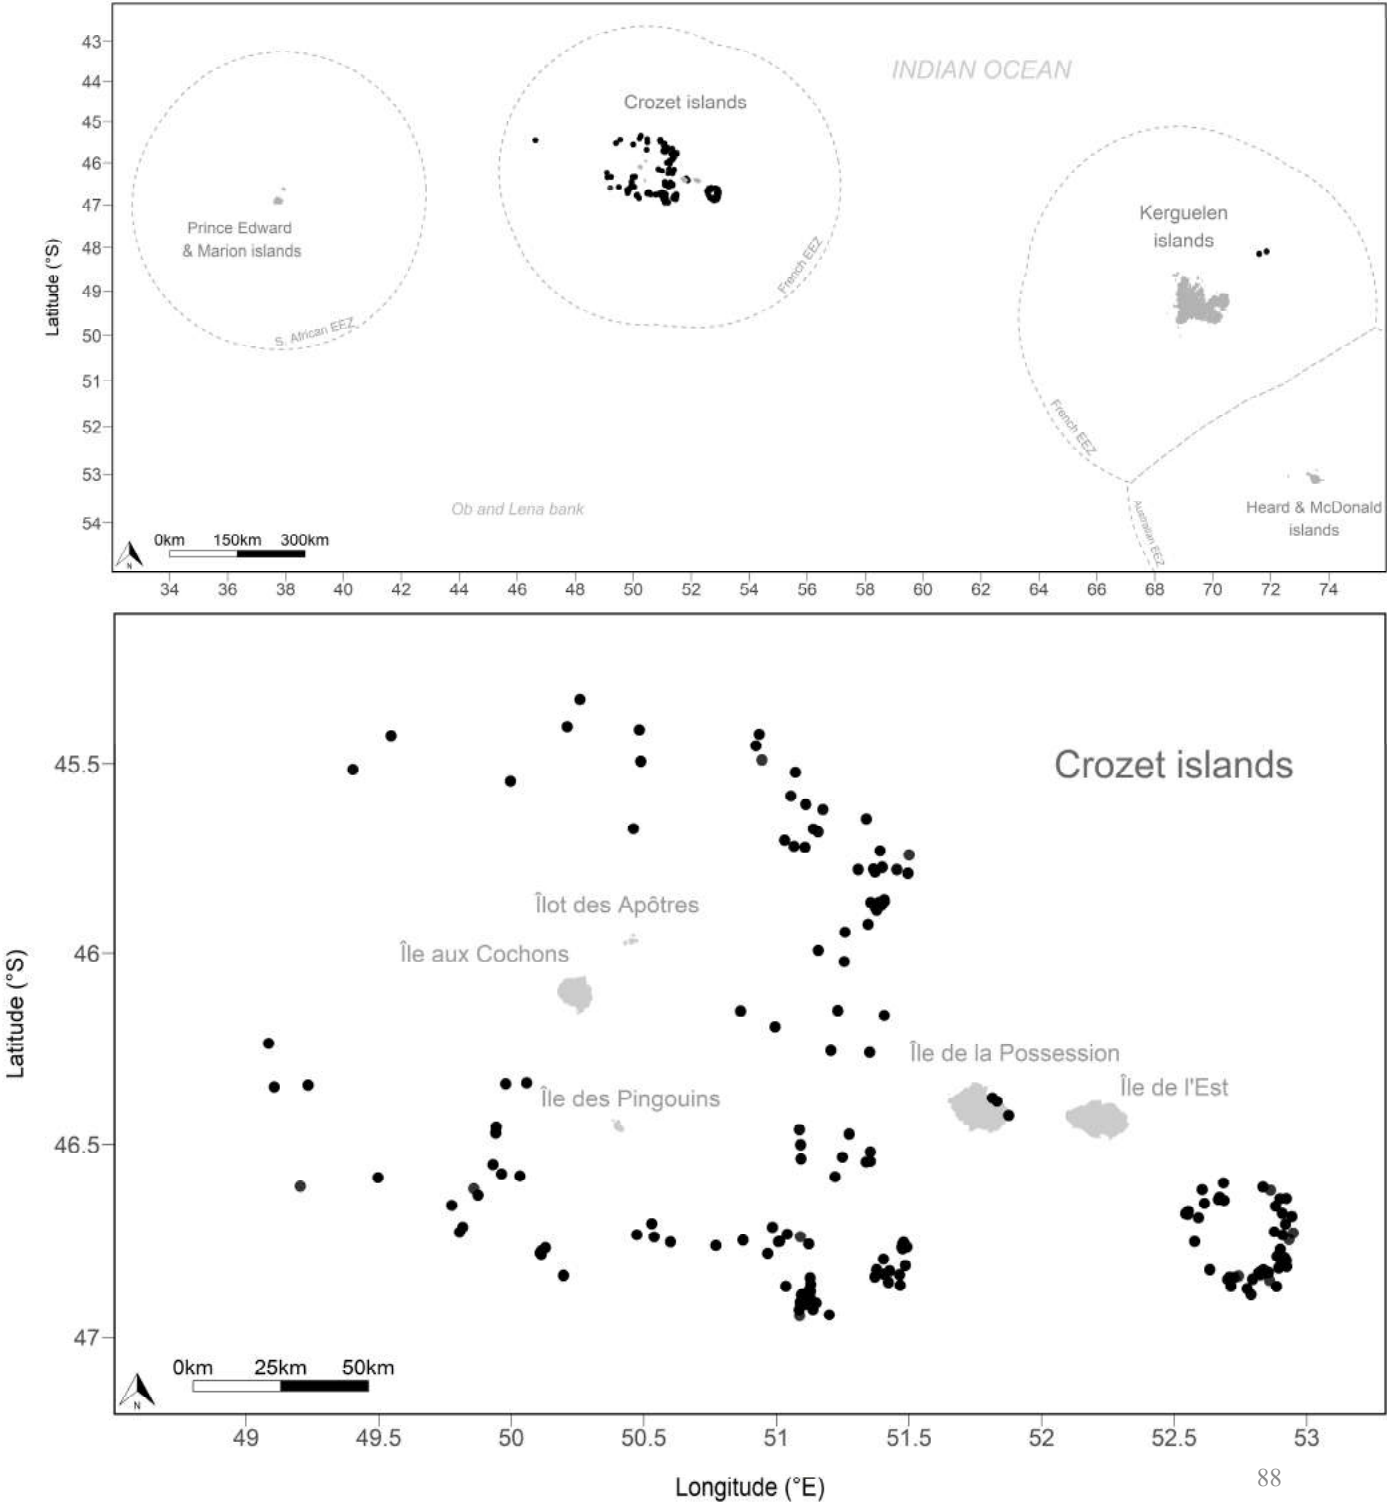 43
44
45
46
47
48
49
50
51
52
53
54
Latitude (°S)
INDIAN OCEAN
Crozet islands
Prince Edward
& Marion islands
S. African EEZ
French EEZ
Kerguelen
islands
French EEZ
Australian EEZ
Heard & McDonald
islands
Ob and Lena bank
0km 150km 300km
N
34 36 38 40 42 44 46 48 50 52 54 56 58 60 62 64 66 68 70 72 74
Crozet islands
45.5
46
46.5
47
Latitude (°S)
Îlot des Apôtres
Île aux Cochons
Île de la Possession
Île de l'Est
Île des Pingouins
0km 25km 50km
N
49 49.5 50 50.5 51 51.5 52 52.5 53
Longitude (°E)
88